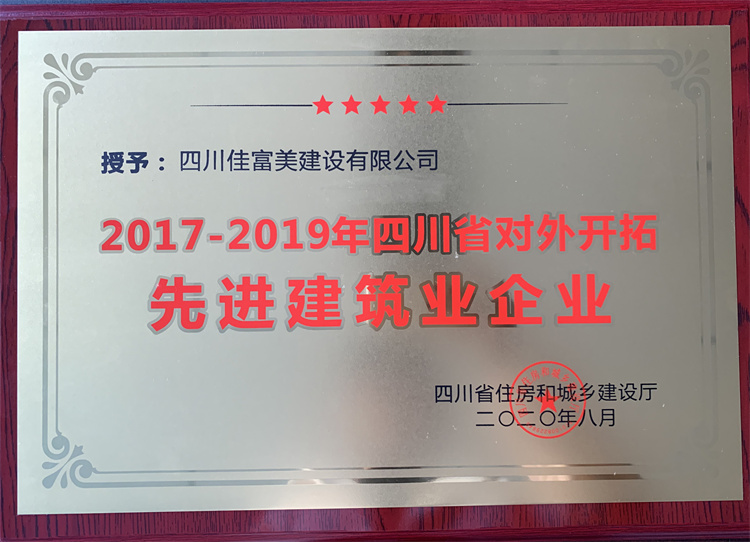 授予：四川佳富美建设有限公司
2017-2019年四川省对外开拓
先进建筑业企业
四川省住房和城乡建设厅
二〇二〇年八月